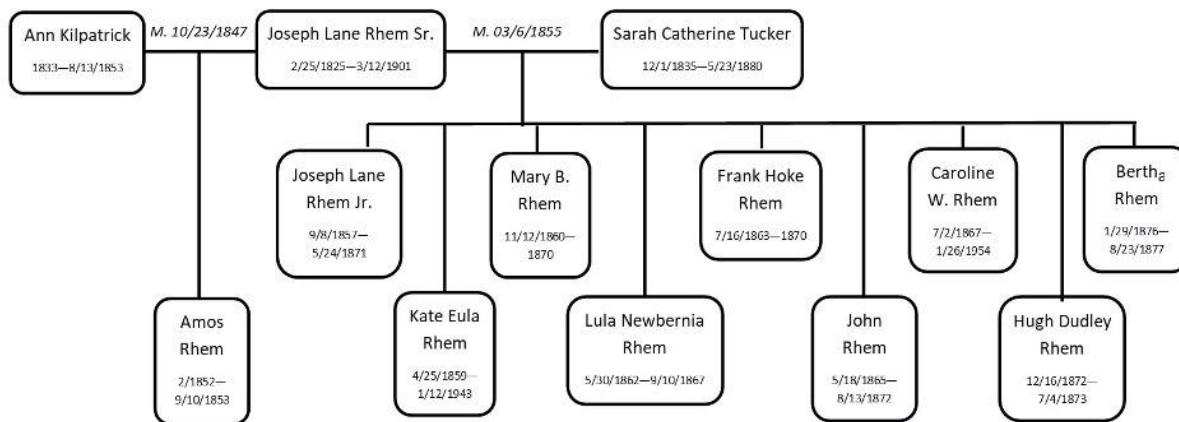 Ann Kilpatrick
1833—8/13/1853
M. 10/23/1847
Joseph Lane Rhem Sr.
2/25/1825—3/12/1901
M. 03/6/1855
Sarah Catherine Tucker
12/1/1835—5/23/1880
Joseph Lane
Rhem Jr.
9/8/1857—
5/24/1871
Mary B.
Rhem
11/12/1860—
1870
Frank Hoke
Rhem
7/16/1863—1870
Caroline
W. Rhem
7/2/1867—
1/26/1954
Bertha
Rhem
1/29/1876—
8/23/1877
Amos
Rhem
2/1852—
9/10/1853
Kate Eula
Rhem
4/25/1859—
1/12/1943
Lula Newbernia
Rhem
5/30/1862—9/10/1867
John
Rhem
5/18/1865—
8/13/1872
Hugh Dudley
Rhem
12/16/1872—
7/4/1873